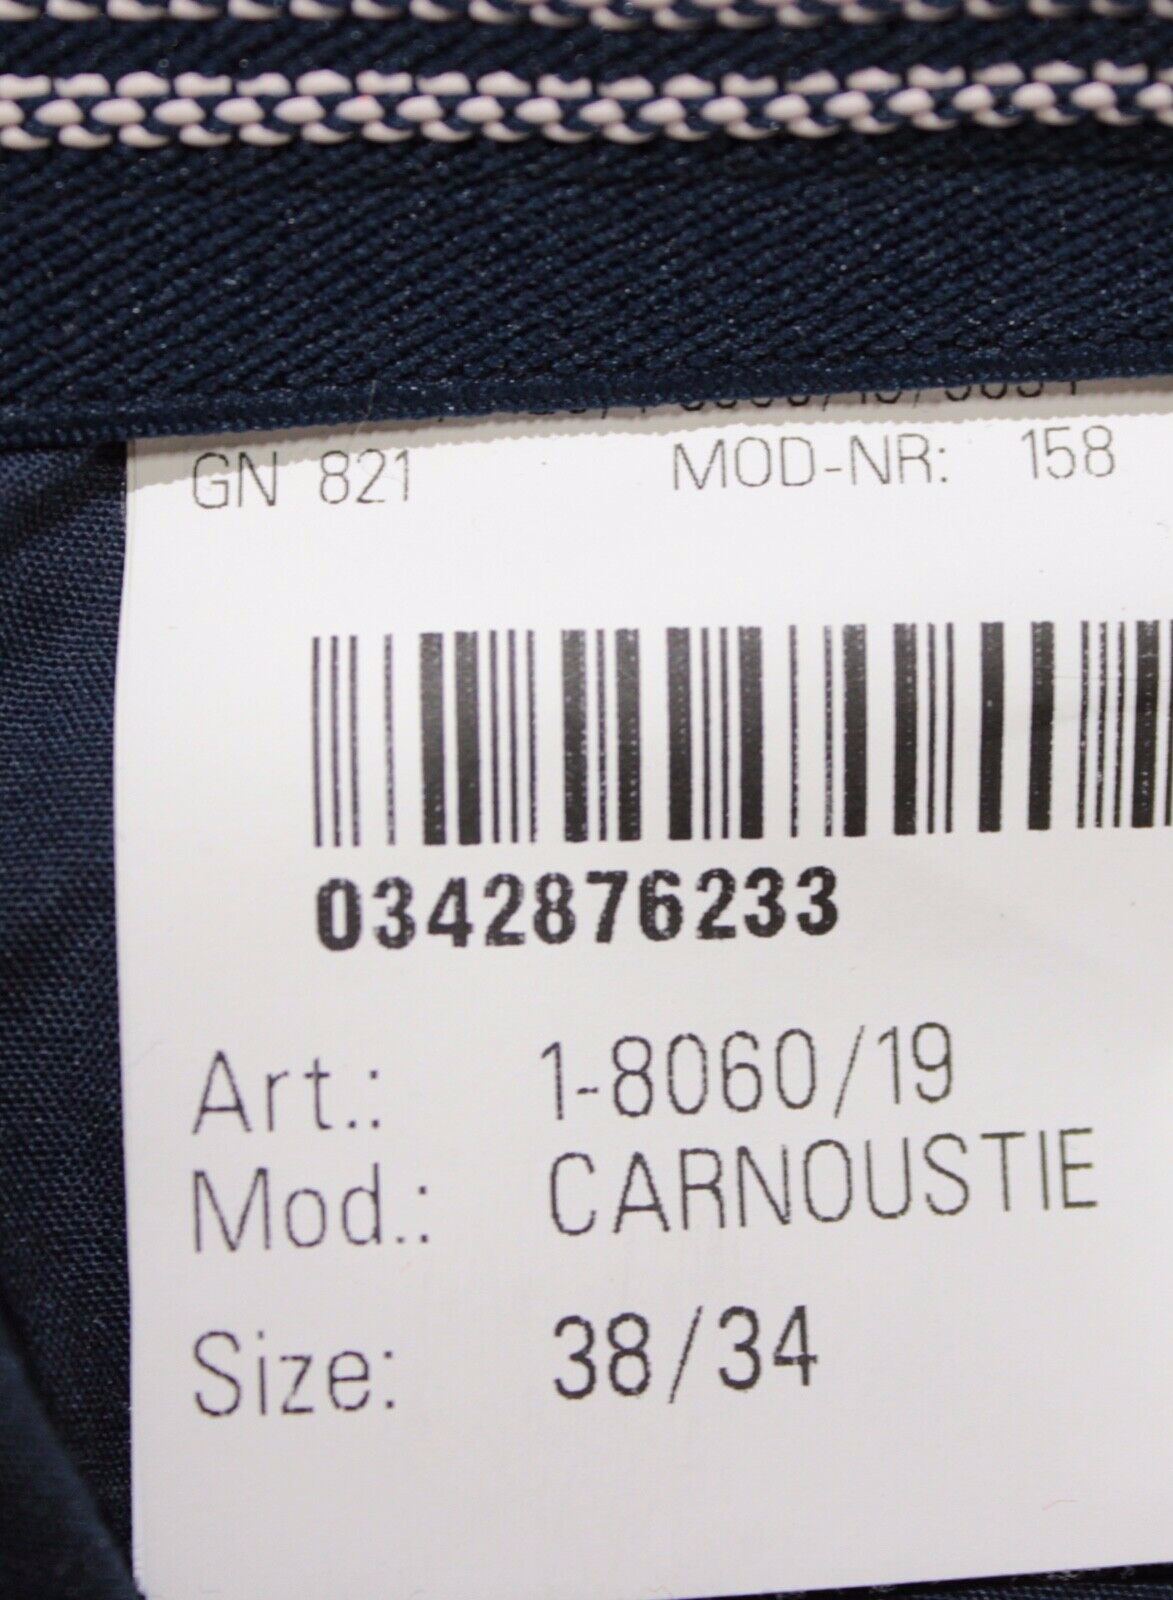 GN 821 MOD-NR: 158
0342876233
Art.: 1-8060/19
Mod.: CARNOUSTIE
Size: 38/34